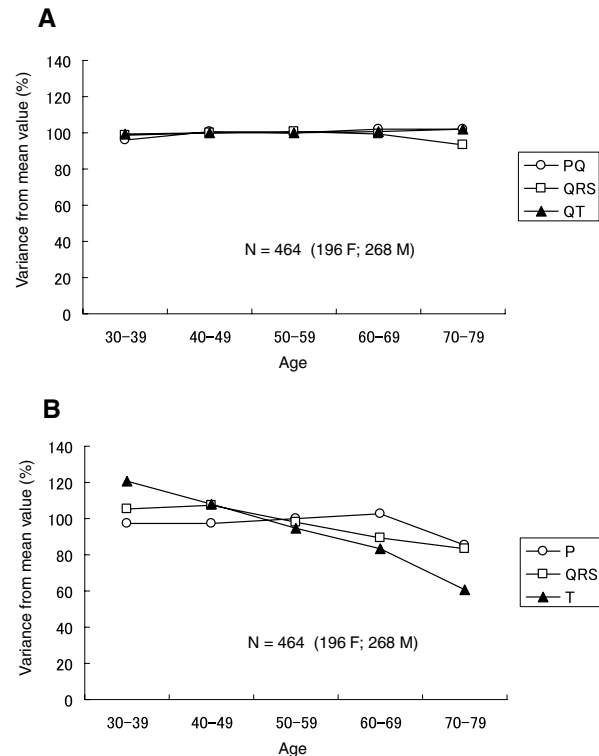 A
Variance from mean value (%)
140
120
100
80
60
40
20
0
PQ
QRS
QT
N = 464 (196 F; 268 M)
30-39 40-49 50-59 60-69 70-79
Age
B
Variance from mean value (%)
140
120
100
80
60
40
20
0
P
QRS
T
N = 464 (196 F; 268 M)
30-39 40-49 50-59 60-69 70-79
Age